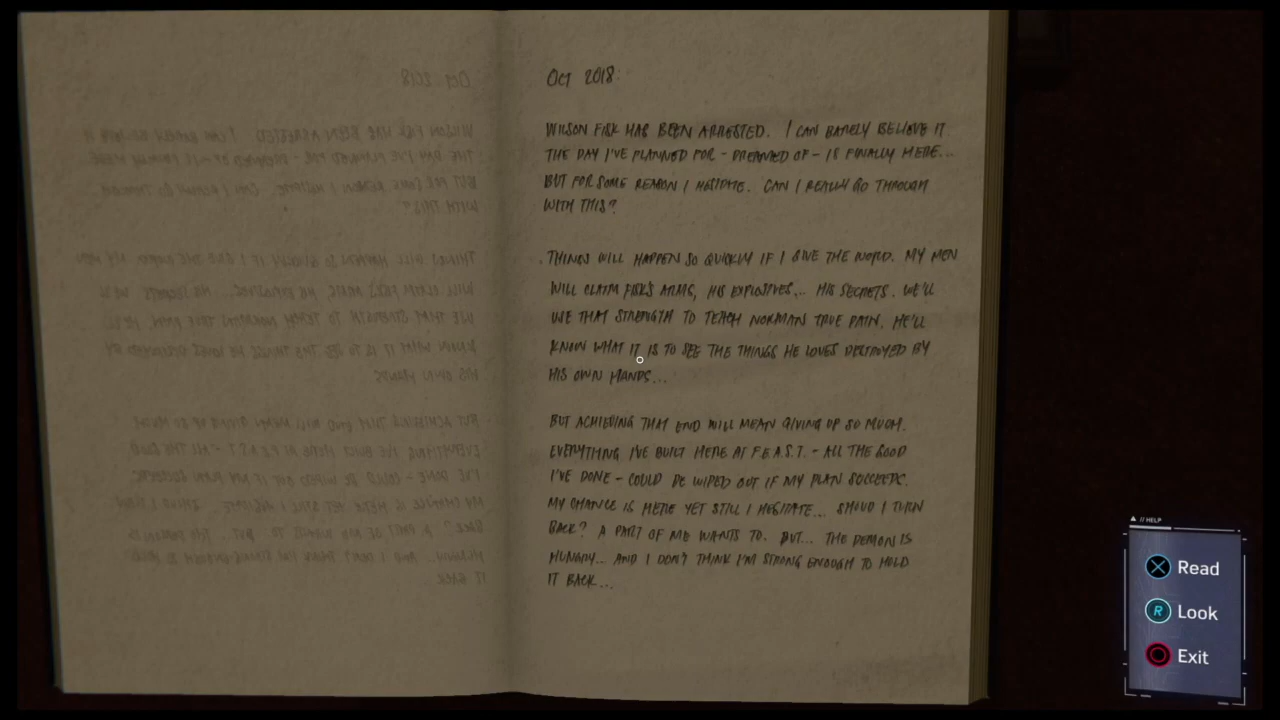 Oct 2018:
WILSON FISK HAS BEEN ARRESTED. I CAN BARELY BELIEVE IT.
THE DAY I'VE PLANNED FOR - DREAMED OF - IS FINALLY HERE...
BUT FOR SOME REASON I HESITATE. CAN I REALLY GO THROUGH
WITH THIS?
THINGS WILL HAPPEN SO QUICKLY IF I GIVE THE WORD. MY MEN
WILL CLAIM FISK'S ARMS, HIS EXPLOSIVES... HIS SECRETS. WE'LL
USE THAT STRENGTH TO TEACH NORMAN TRUE PAIN. HE'LL
KNOW WHAT IT IS TO SEE THE THINGS HE LOVES DESTROYED BY
HIS OWN HANDS...
BUT ACHIEVING THAT END WILL MEAN GIVING UP SO MUCH.
EVERYTHING I'VE BUILT HERE AT F.E.A.S.T. - ALL THE GOOD
I'VE DONE - COULD BE WIPED OUT IF MY PLAN SUCCEEDS.
MY CHANCE IS HERE YET STILL I HESITATE... SHOULD I TURN
BACK? A PART OF ME WANTS TO. BUT... THE DEMON IS
HUNGRY... AND I DON'T THINK I'M STRONG ENOUGH TO HOLD
IT BACK...
// HELP
Read
R Look
Exit